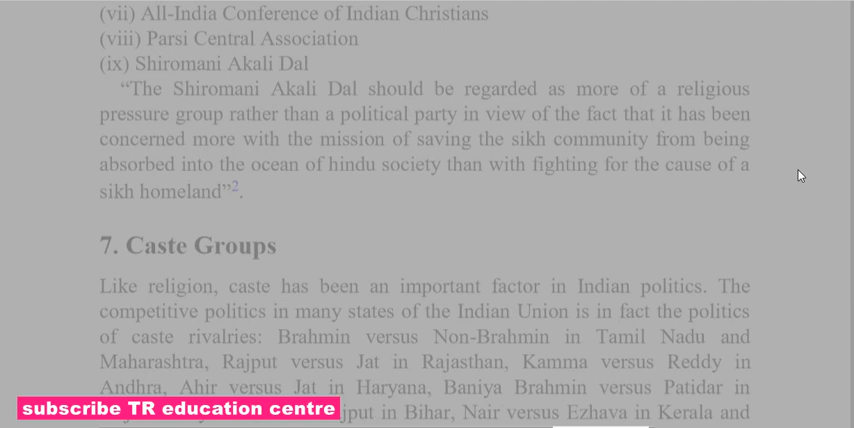 (vii) All-India Conference of Indian Christians
(viii) Parsi Central Association
(ix) Shiromani Akali Dal
“The Shiromani Akali Dal should be regarded as more of a religious
pressure group rather than a political party in view of the fact that it has been
concerned more with the mission of saving the sikh community from being
absorbed into the ocean of hindu society than with fighting for the cause of a
sikh homeland”2.
7. Caste Groups
Like religion, caste has been an important factor in Indian politics. The
competitive politics in many states of the Indian Union is in fact the politics
of caste rivalries: Brahmin versus Non-Brahmin in Tamil Nadu and
Maharashtra, Rajput versus Jat in Rajasthan, Kamma versus Reddy in
Andhra, Ahir versus Jat in Haryana, Baniya Brahmin versus Patidar in
in Bihar, Nair versus Ezhava in Kerala and
subscribe TR education centre